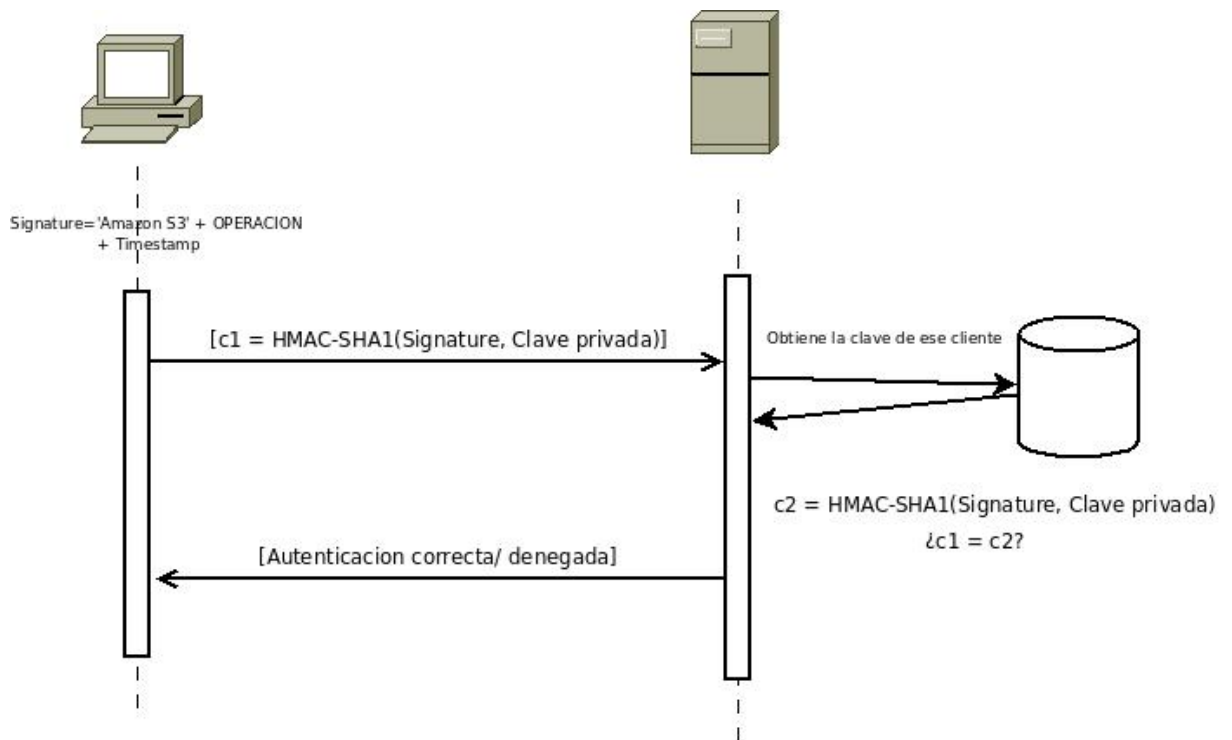 Signature='Amazon S3' + OPERACION
+ Timestamp
[c1 = HMAC-SHA1(Signature, Clave privada)]
Obtiene la clave de ese cliente
c2 = HMAC-SHA1(Signature, Clave privada)
¿c1 = c2?
[Autenticacion correcta/ denegada]